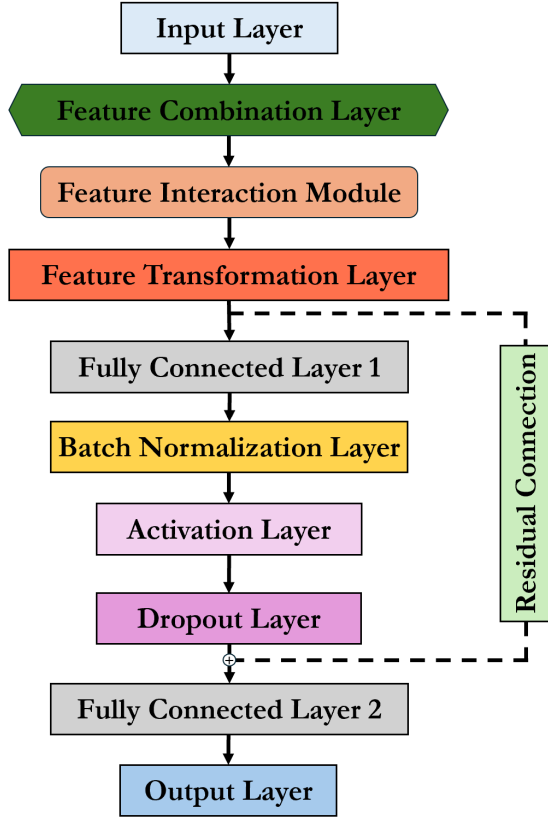 Input Layer
Feature Combination Layer
Feature Interaction Module
Feature Transformation Layer
Fully Connected Layer 1
Batch Normalization Layer
Activation Layer
Dropout Layer
Residual Connection
Fully Connected Layer 2
Output Layer